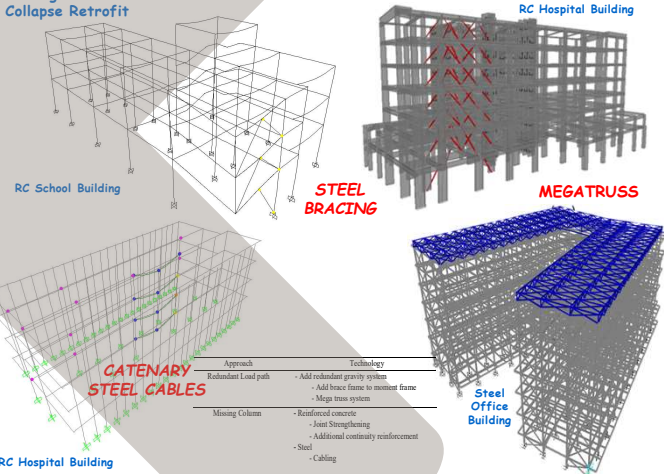 Collapse Retrofit
RC Hospital Building
RC School Building
STEEL
BRACING
MEGATRUSS
CATENARY
STEEL CABLES
Approach Technology
Redundant Load path - Add redundant gravity system
- Add brace frame to moment frame
- Mega truss system
Missing Column - Reinforced concrete
- Joint Strengthening
- Additional continuity reinforcement
- Steel
- Cabling
Steel
Office
Building
RC Hospital Building